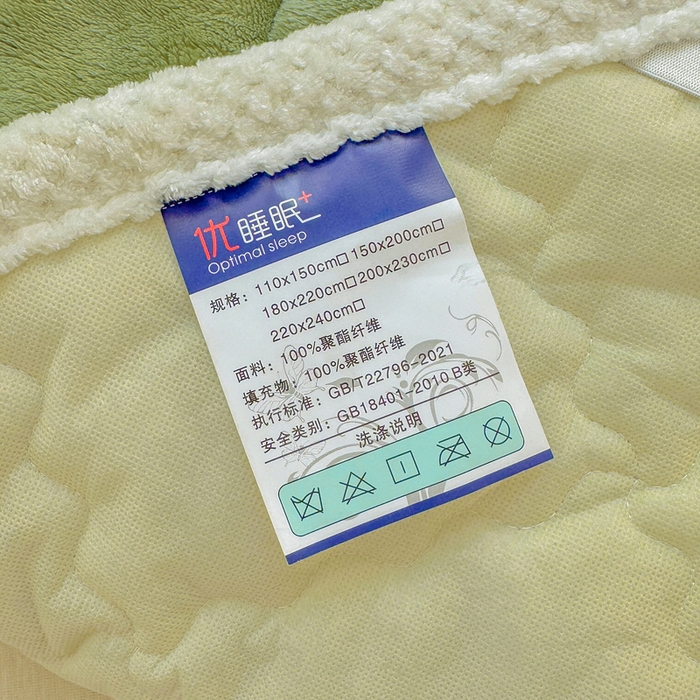 优睡眠+
Optimal sleep
规格：110x150cm□ 150x200cm□
180x220cm□ 200x230cm□
220x240cm□
面料：100%聚酯纤维
填充物：100%聚酯纤维
执行标准：GB/T22796-2021
安全类别：GB18401-2010 B类
洗涤说明